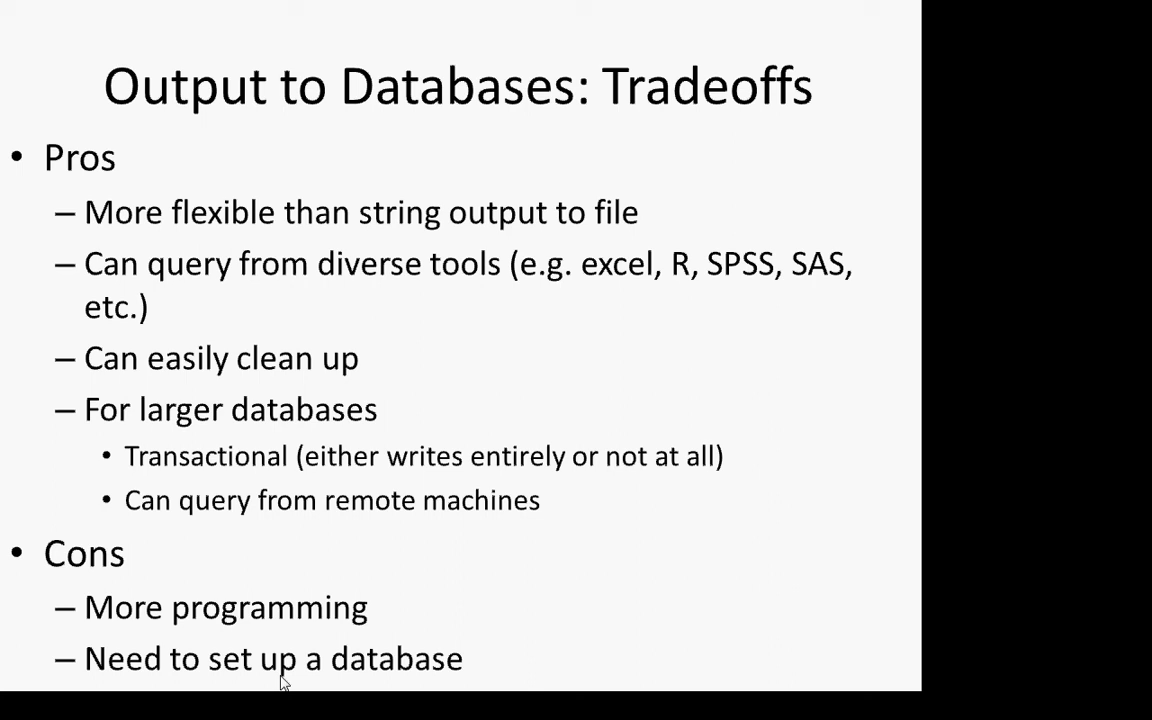 Output to Databases: Tradeoffs
• Pros
– More flexible than string output to file
– Can query from diverse tools (e.g. excel, R, SPSS, SAS,
etc.)
– Can easily clean up
– For larger databases
• Transactional (either writes entirely or not at all)
• Can query from remote machines
• Cons
– More programming
– Need to set up a database